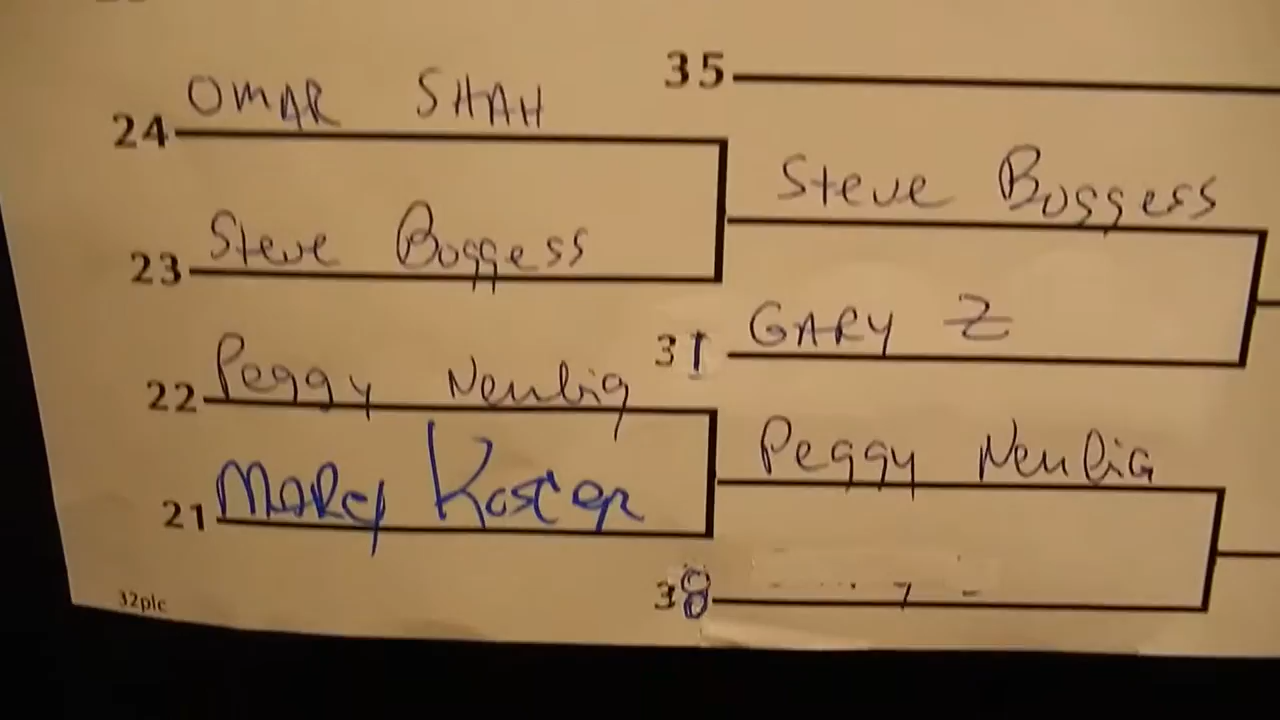 35
OMAR SHAH
24
Steve Boggess
Steve Boggess
23
GARY Z
31
Peggy Neulig
22
Peggy Neulig
Marcy Koster
21
38
32plc